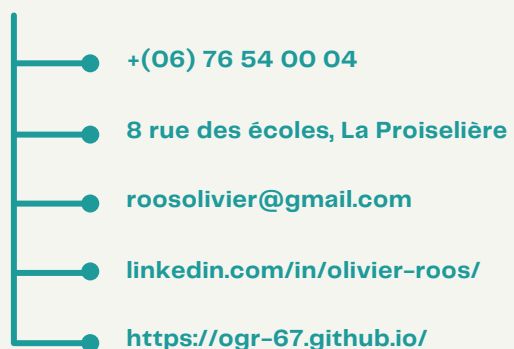 +(06) 76 54 00 04
8 rue des écoles, La Proiselière
roosolivier@gmail.com
linkedin.com/in/olivier-roos/
https://ogr-67.github.io/